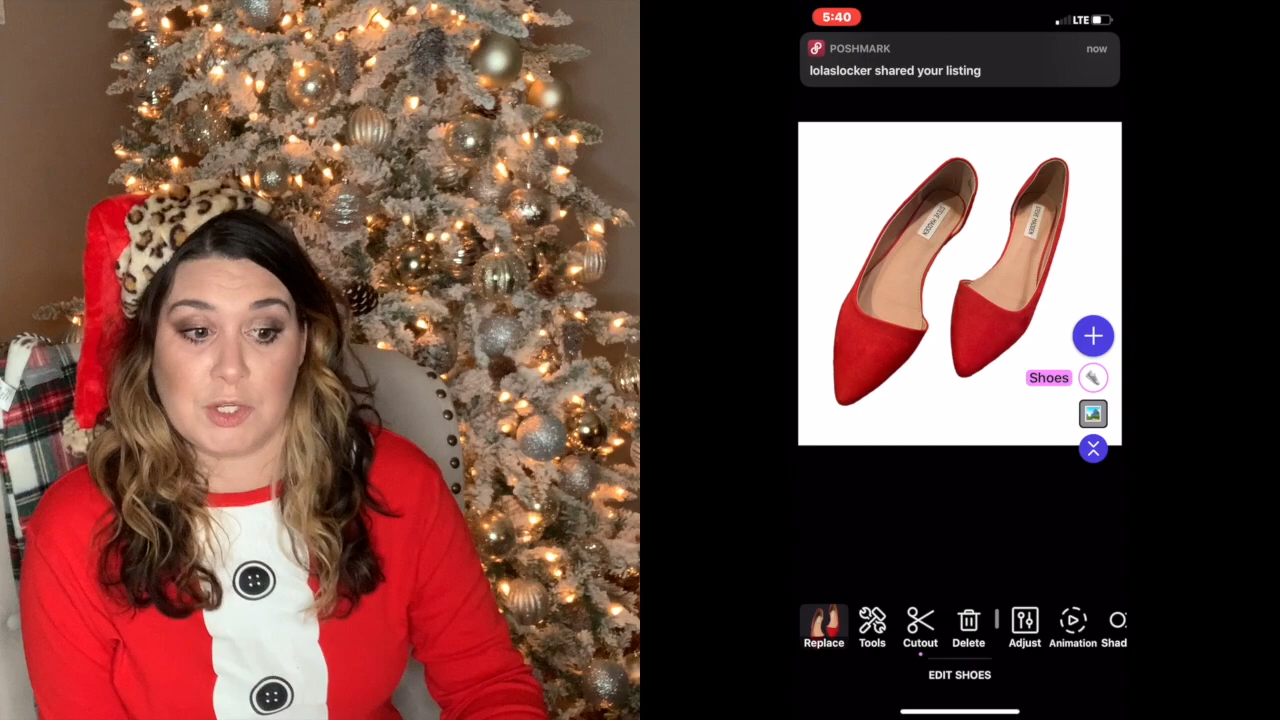 5:40
LTE
POSHMARK
now
lolaslocker shared your listing
STEVE MADDEN
STEVE MADDEN
Shoes
Replace
Tools
Cutout
Delete
Adjust
Animation
Shad
EDIT SHOES